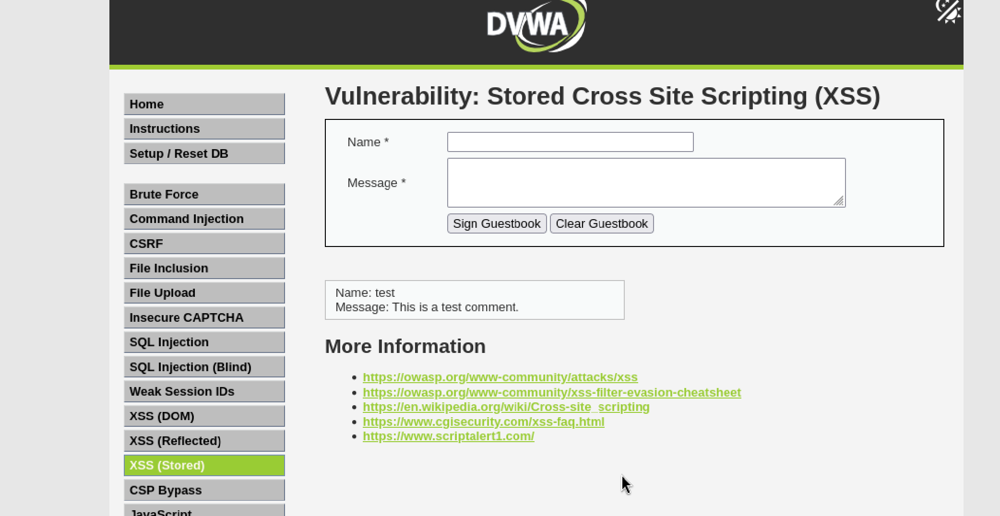 DVWA
Home
Instructions
Setup / Reset DB
Brute Force
Command Injection
CSRF
File Inclusion
File Upload
Insecure CAPTCHA
SQL Injection
SQL Injection (Blind)
Weak Session IDs
XSS (DOM)
XSS (Reflected)
XSS (Stored)
CSP Bypass
JavaScript
Vulnerability: Stored Cross Site Scripting (XSS)
Name *
Message *
Sign Guestbook Clear Guestbook
Name: test
Message: This is a test comment.
More Information
https://owasp.org/www-community/attacks/xss
https://owasp.org/www-community/xss-filter-evasion-cheatsheet
https://en.wikipedia.org/wiki/Cross-site_scripting
https://www.cgisecurity.com/xss-faq.html
https://www.scriptalert1.com/